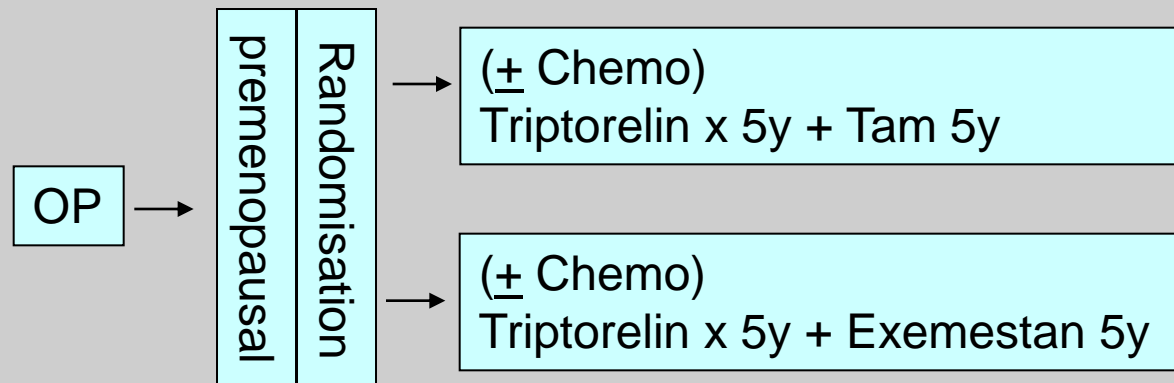 OP
premenopausal
Randomisation
(+ Chemo)
Triptorelin x 5y + Tam 5y
(+ Chemo)
Triptorelin x 5y + Exemestan 5y